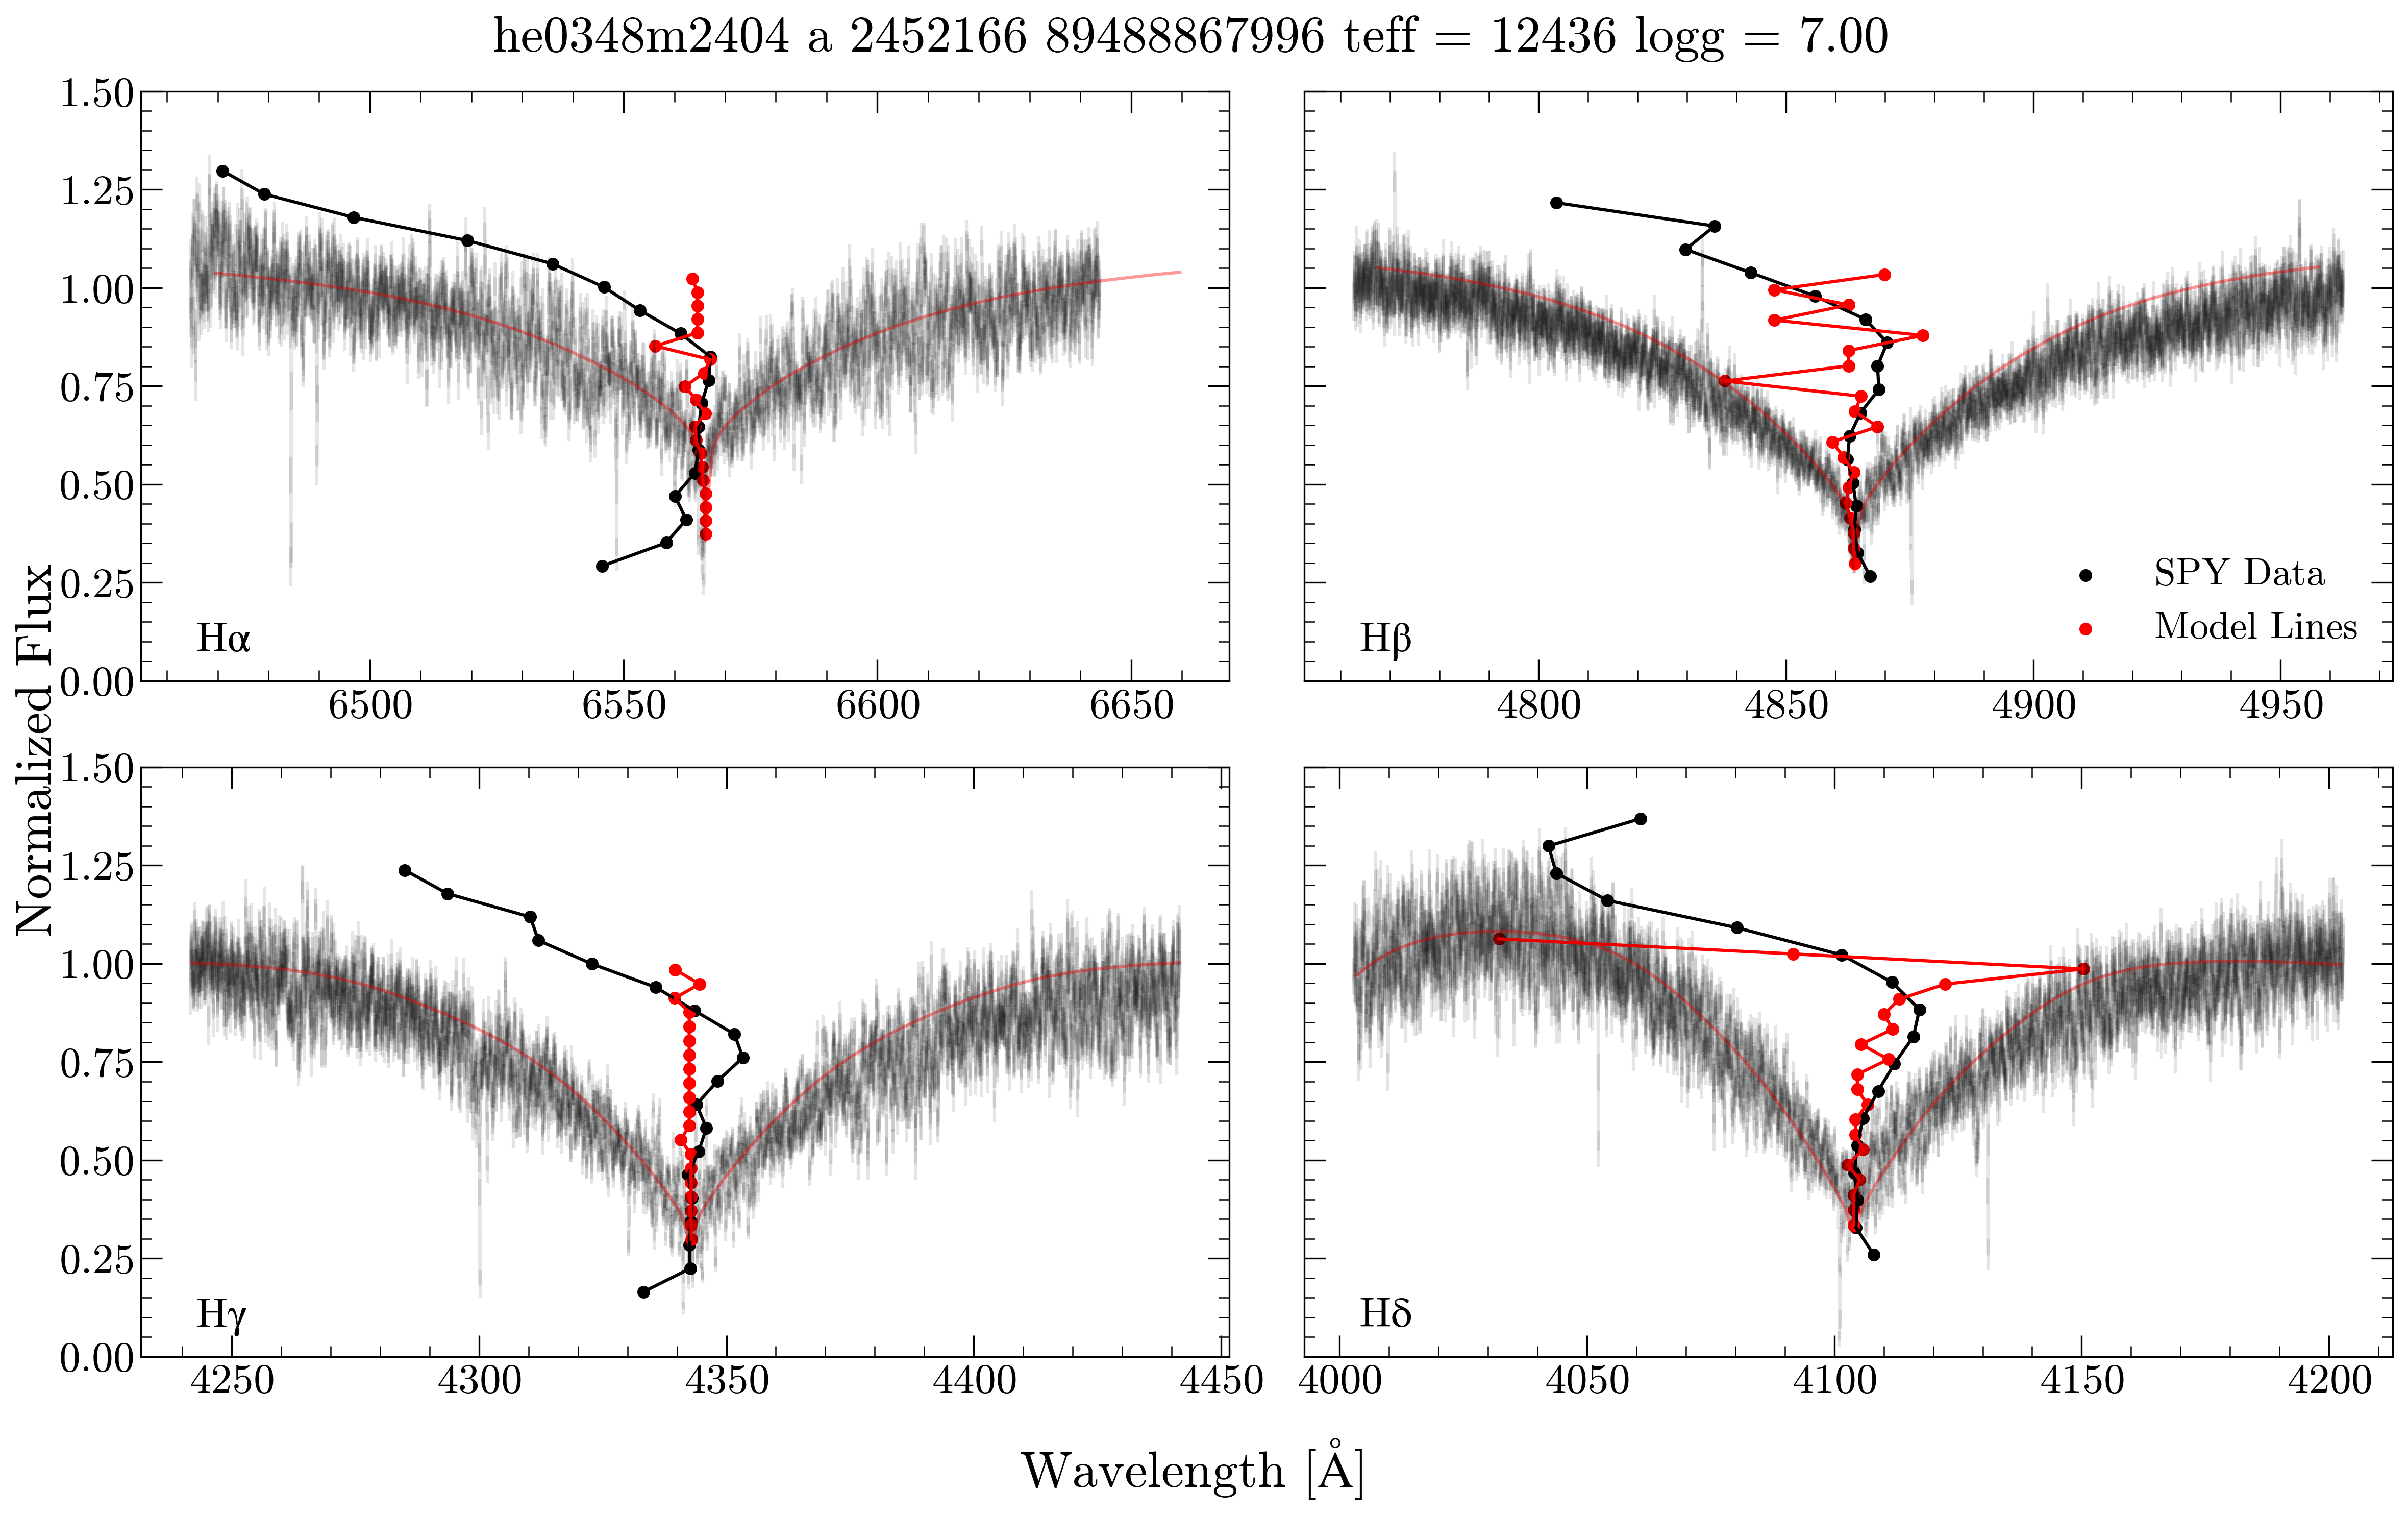 he0348m2404 a 2452166 89488867996 teff = 12436 logg = 7.00
Normalized Flux
1.50
1.25
1.00
0.75
0.50
0.25
0.00
Hα
6500 6550 6600 6650
Hβ
SPY Data
Model Lines
4800 4850 4900 4950
1.50
1.25
1.00
0.75
0.50
0.25
0.00
Hγ
4250 4300 4350 4400 4450
Hδ
4000 4050 4100 4150 4200
Wavelength [Å]